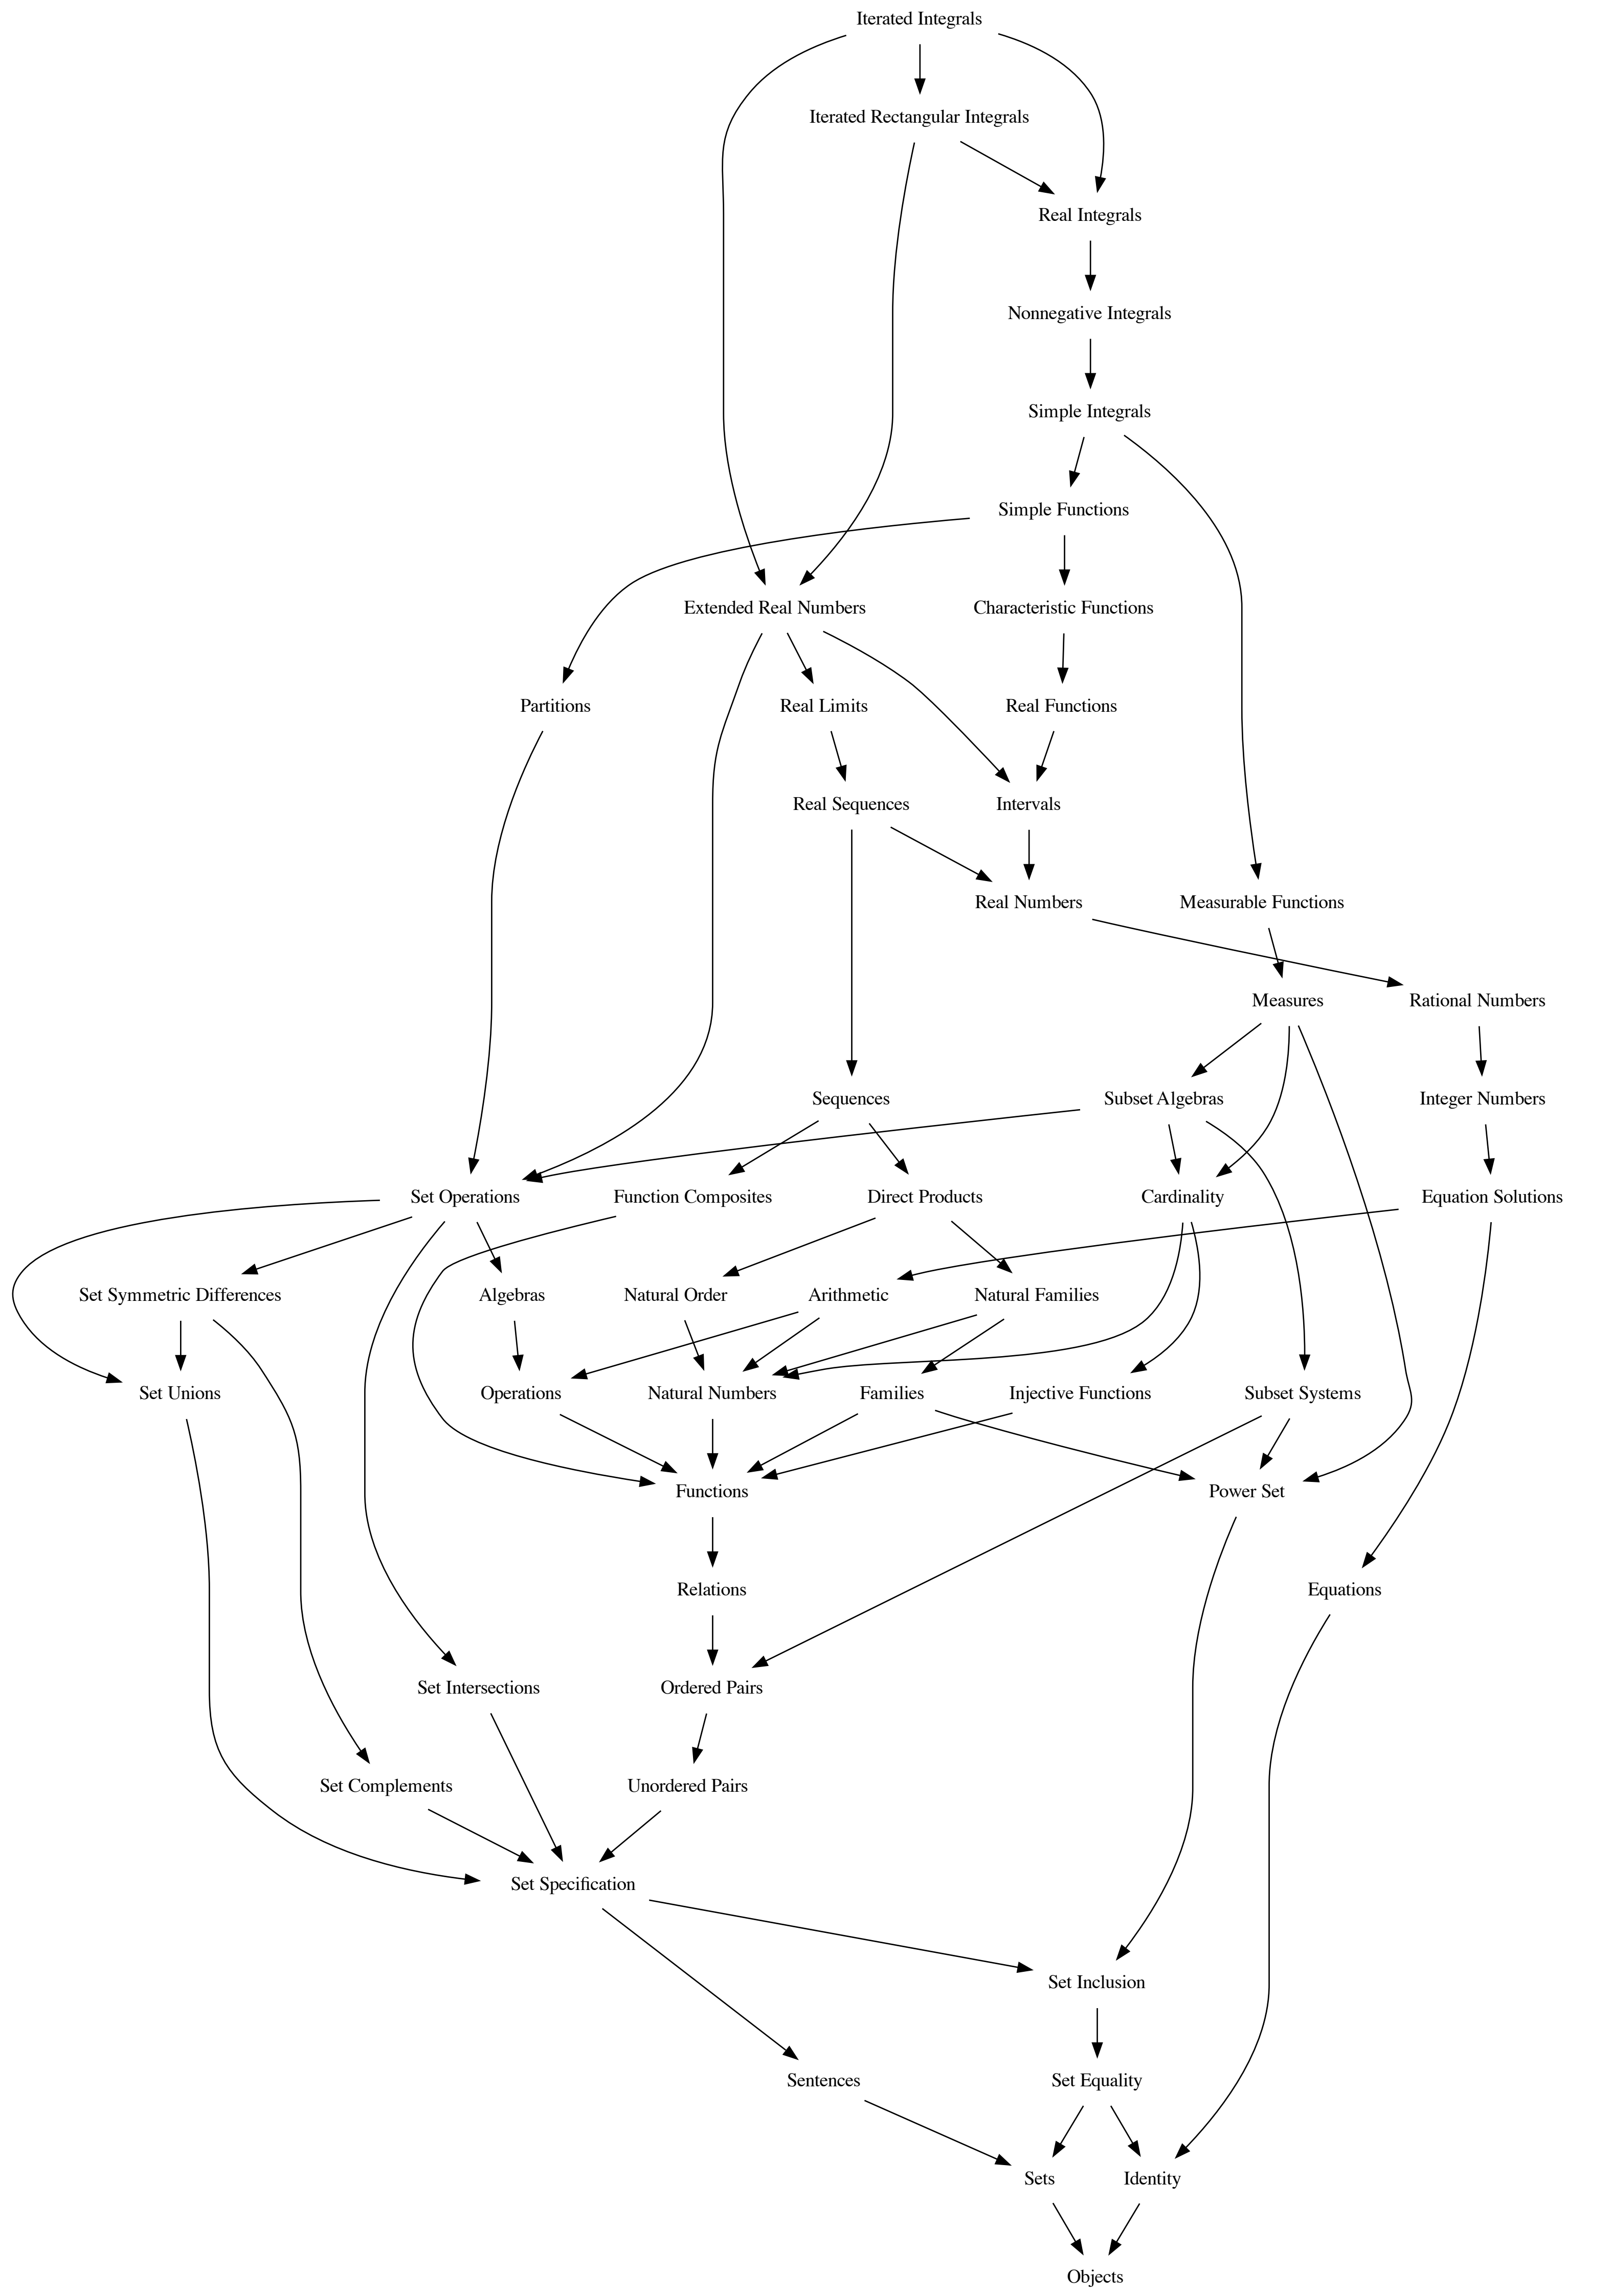 Iterated Integrals
Iterated Rectangular Integrals
Real Integrals
Nonnegative Integrals
Simple Integrals
Simple Functions
Extended Real Numbers
Characteristic Functions
Partitions
Real Limits
Real Functions
Real Sequences
Intervals
Real Numbers
Measurable Functions
Measures
Rational Numbers
Sequences
Subset Algebras
Integer Numbers
Set Operations
Function Composites
Direct Products
Cardinality
Equation Solutions
Set Symmetric Differences
Algebras
Natural Order
Arithmetic
Natural Families
Set Unions
Operations
Natural Numbers
Families
Injective Functions
Subset Systems
Functions
Power Set
Relations
Equations
Set Intersections
Ordered Pairs
Set Complements
Unordered Pairs
Set Specification
Set Inclusion
Sentences
Set Equality
Sets
Identity
Objects